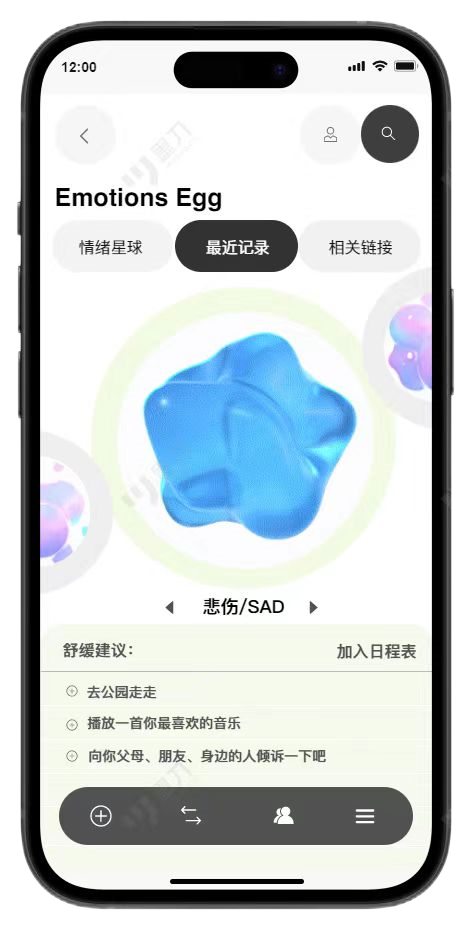 12:00
Emotions Egg
情绪星球
最近记录
相关链接
悲伤/SAD
舒缓建议：
加入日程表
去公园走走
播放一首你最喜欢的音乐
向你父母、朋友、身边的人倾诉一下吧